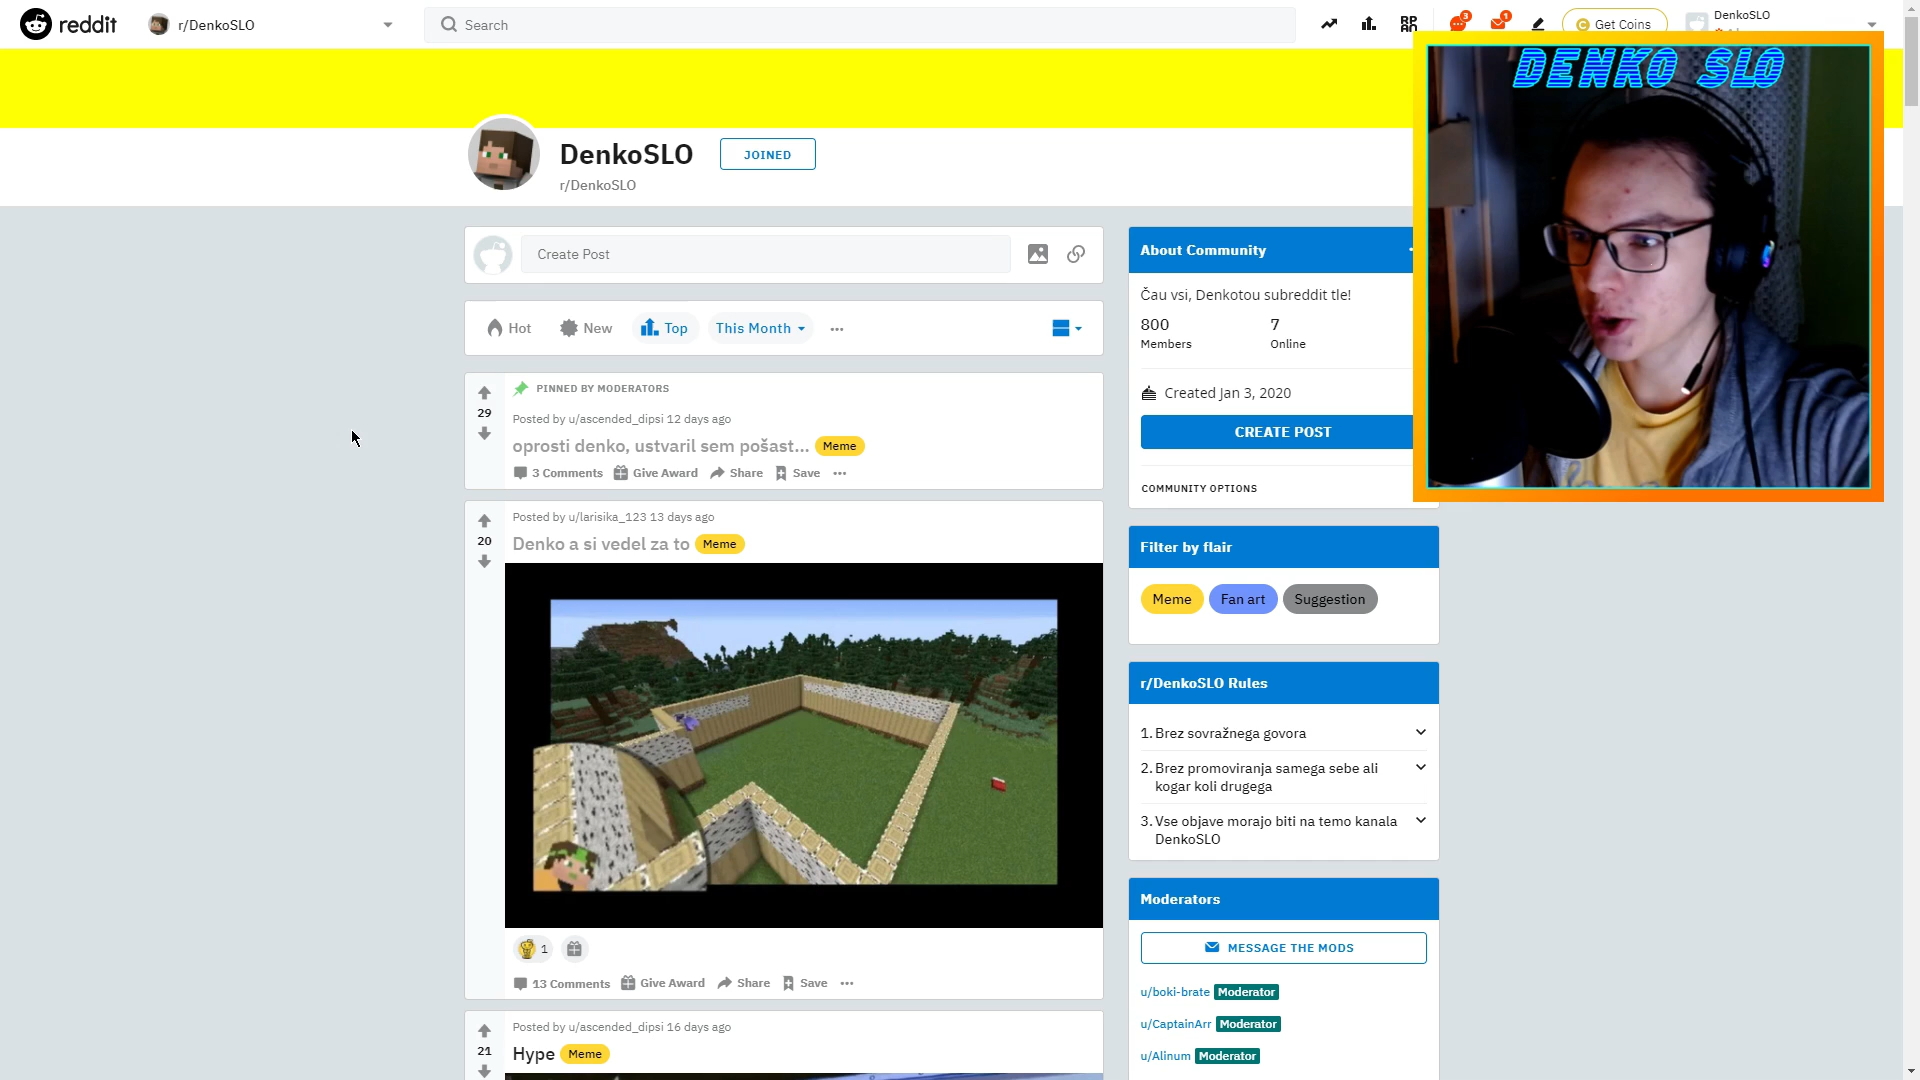 reddit
r/DenkoSLO
Search
3
1
Get Coins
DenkoSLO
DENKO SLO
DenkoSLO
JOINED
r/DenkoSLO
Create Post
Hot
New
Top
This Month
PINNED BY MODERATORS
29
Posted by u/ascended_dipsi 12 days ago
oprosti denko, ustvaril sem pošast... Meme
3 Comments
Give Award
Share
Save
20
Posted by u/larisika_123 13 days ago
Denko a si vedel za to Meme
1
13 Comments
Give Award
Share
Save
21
Posted by u/ascended_dipsi 16 days ago
Hype Meme
About Community
Čau vsi, Denkotou subreddit tle!
800 7
Members Online
Created Jan 3, 2020
CREATE POST
COMMUNITY OPTIONS
Filter by flair
Meme Fan art Suggestion
r/DenkoSLO Rules
1. Brez sovražnega govora
2. Brez promoviranja samega sebe ali
kogar koli drugega
3. Vse objave morajo biti na temo kanala
DenkoSLO
Moderators
MESSAGE THE MODS
u/boki-brate Moderator
u/CaptainArr Moderator
u/Alinum Moderator